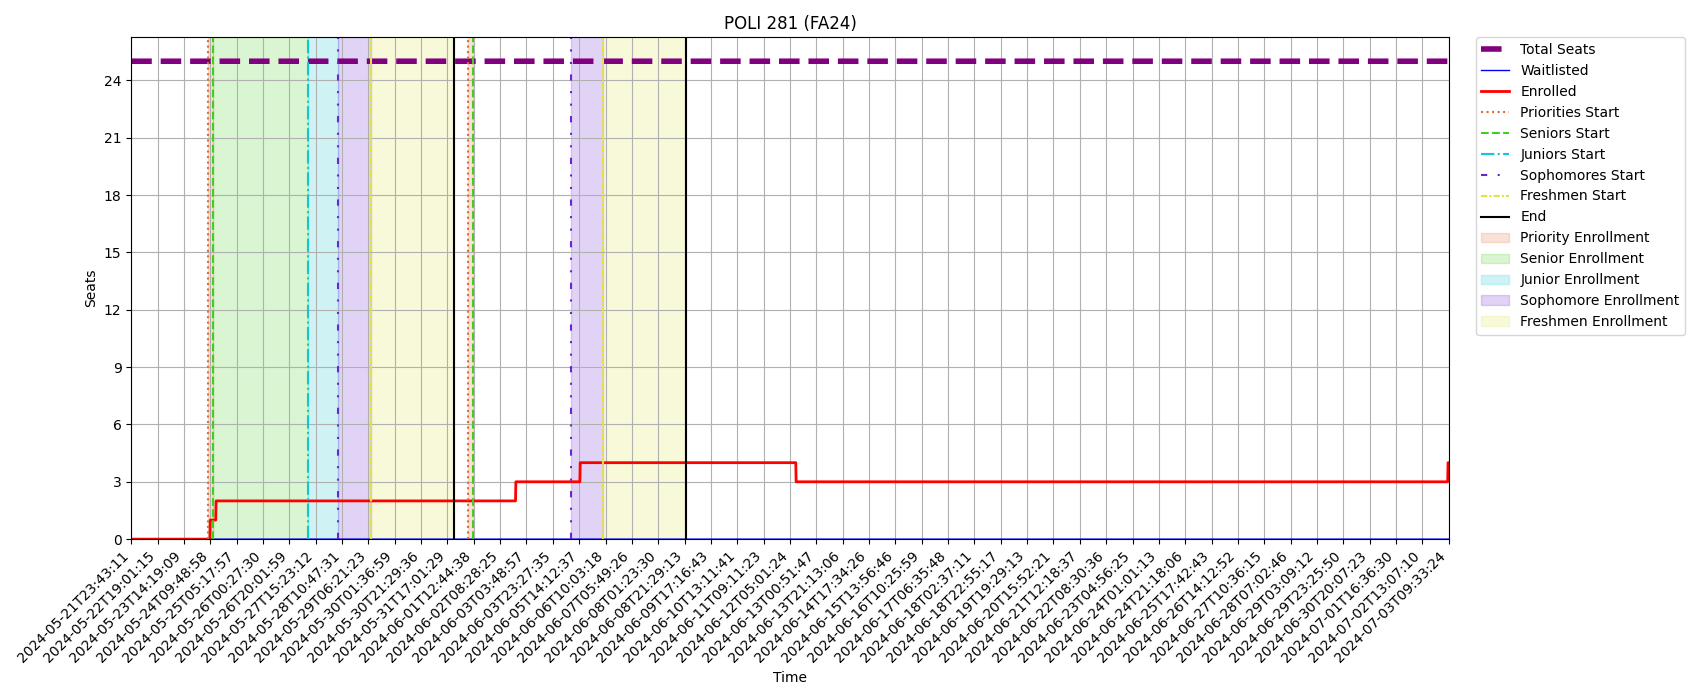 POLI 281 (FA24)
Total Seats
Waitlisted
Enrolled
Priorities Start
Seniors Start
Juniors Start
Sophomores Start
Freshmen Start
End
Priority Enrollment
Senior Enrollment
Junior Enrollment
Sophomore Enrollment
Freshmen Enrollment
Seats
24
21
18
15
12
9
6
3
0
2024-05-21T23:43:11
2024-05-22T19:01:15
2024-05-23T14:19:09
2024-05-24T09:48:58
2024-05-25T05:17:57
2024-05-26T00:27:30
2024-05-26T20:01:59
2024-05-27T15:23:12
2024-05-28T10:47:31
2024-05-29T06:21:23
2024-05-30T01:36:59
2024-05-30T21:29:36
2024-05-31T17:01:29
2024-06-01T12:44:38
2024-06-02T08:28:25
2024-06-03T03:48:57
2024-06-03T23:27:35
2024-06-05T14:12:37
2024-06-06T10:03:18
2024-06-07T05:49:26
2024-06-08T01:23:30
2024-06-08T21:29:13
2024-06-09T17:16:43
2024-06-10T13:11:41
2024-06-11T09:11:23
2024-06-12T05:01:24
2024-06-13T00:51:47
2024-06-13T21:13:06
2024-06-14T17:34:26
2024-06-15T13:56:46
2024-06-16T10:25:59
2024-06-17T06:35:48
2024-06-18T02:37:11
2024-06-18T22:55:17
2024-06-19T19:29:13
2024-06-20T15:52:21
2024-06-21T12:18:37
2024-06-22T08:30:36
2024-06-23T04:56:25
2024-06-24T01:01:13
2024-06-24T21:18:06
2024-06-25T17:42:43
2024-06-26T14:12:52
2024-06-27T10:36:15
2024-06-28T07:02:46
2024-06-29T03:09:12
2024-06-29T23:25:50
2024-06-30T20:07:23
2024-07-01T16:36:30
2024-07-02T13:07:10
2024-07-03T09:33:24
Time